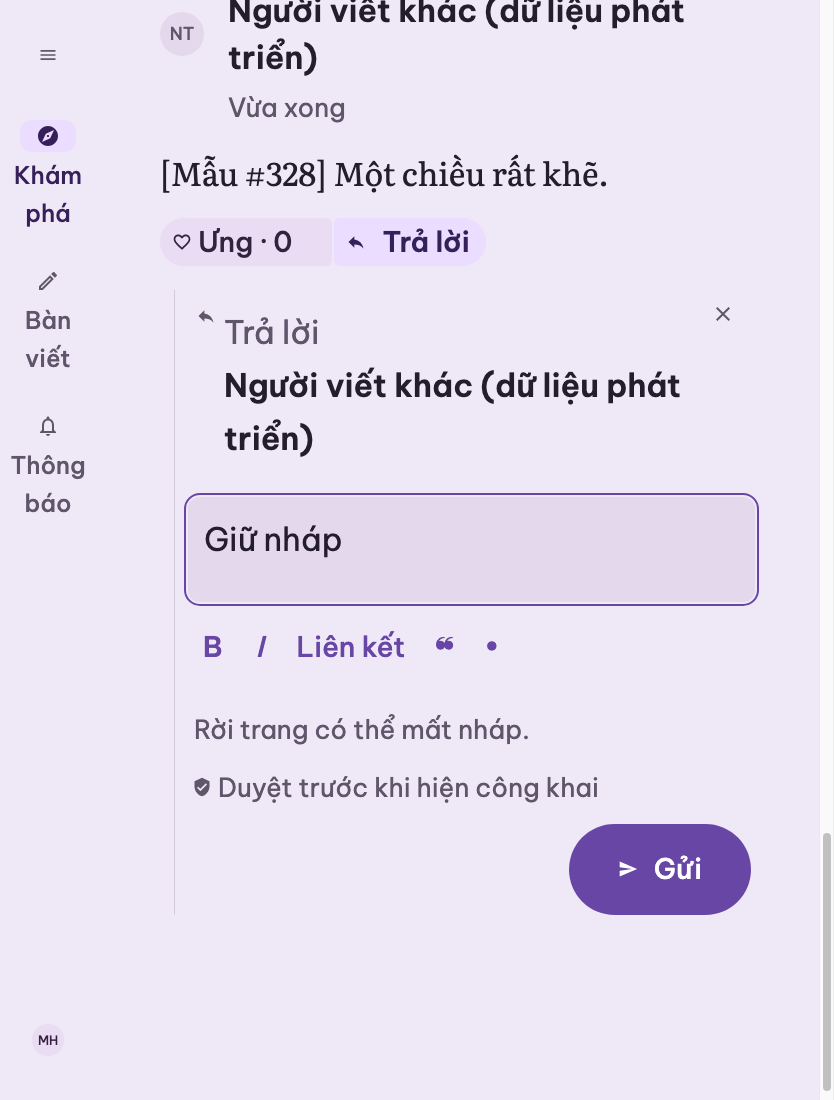 NT
Người viết khác (dữ liệu phát
triển)
Vừa xong
[Mẫu #328] Một chiều rất khẽ.
Ưng · 0
Trả lời
Trả lời
Người viết khác (dữ liệu phát
triển)
Giữ nháp
B I Liên kết ❝ •
Rời trang có thể mất nháp.
Duyệt trước khi hiện công khai
Gửi
Khám
phá
Bàn
viết
Thông
báo
MH